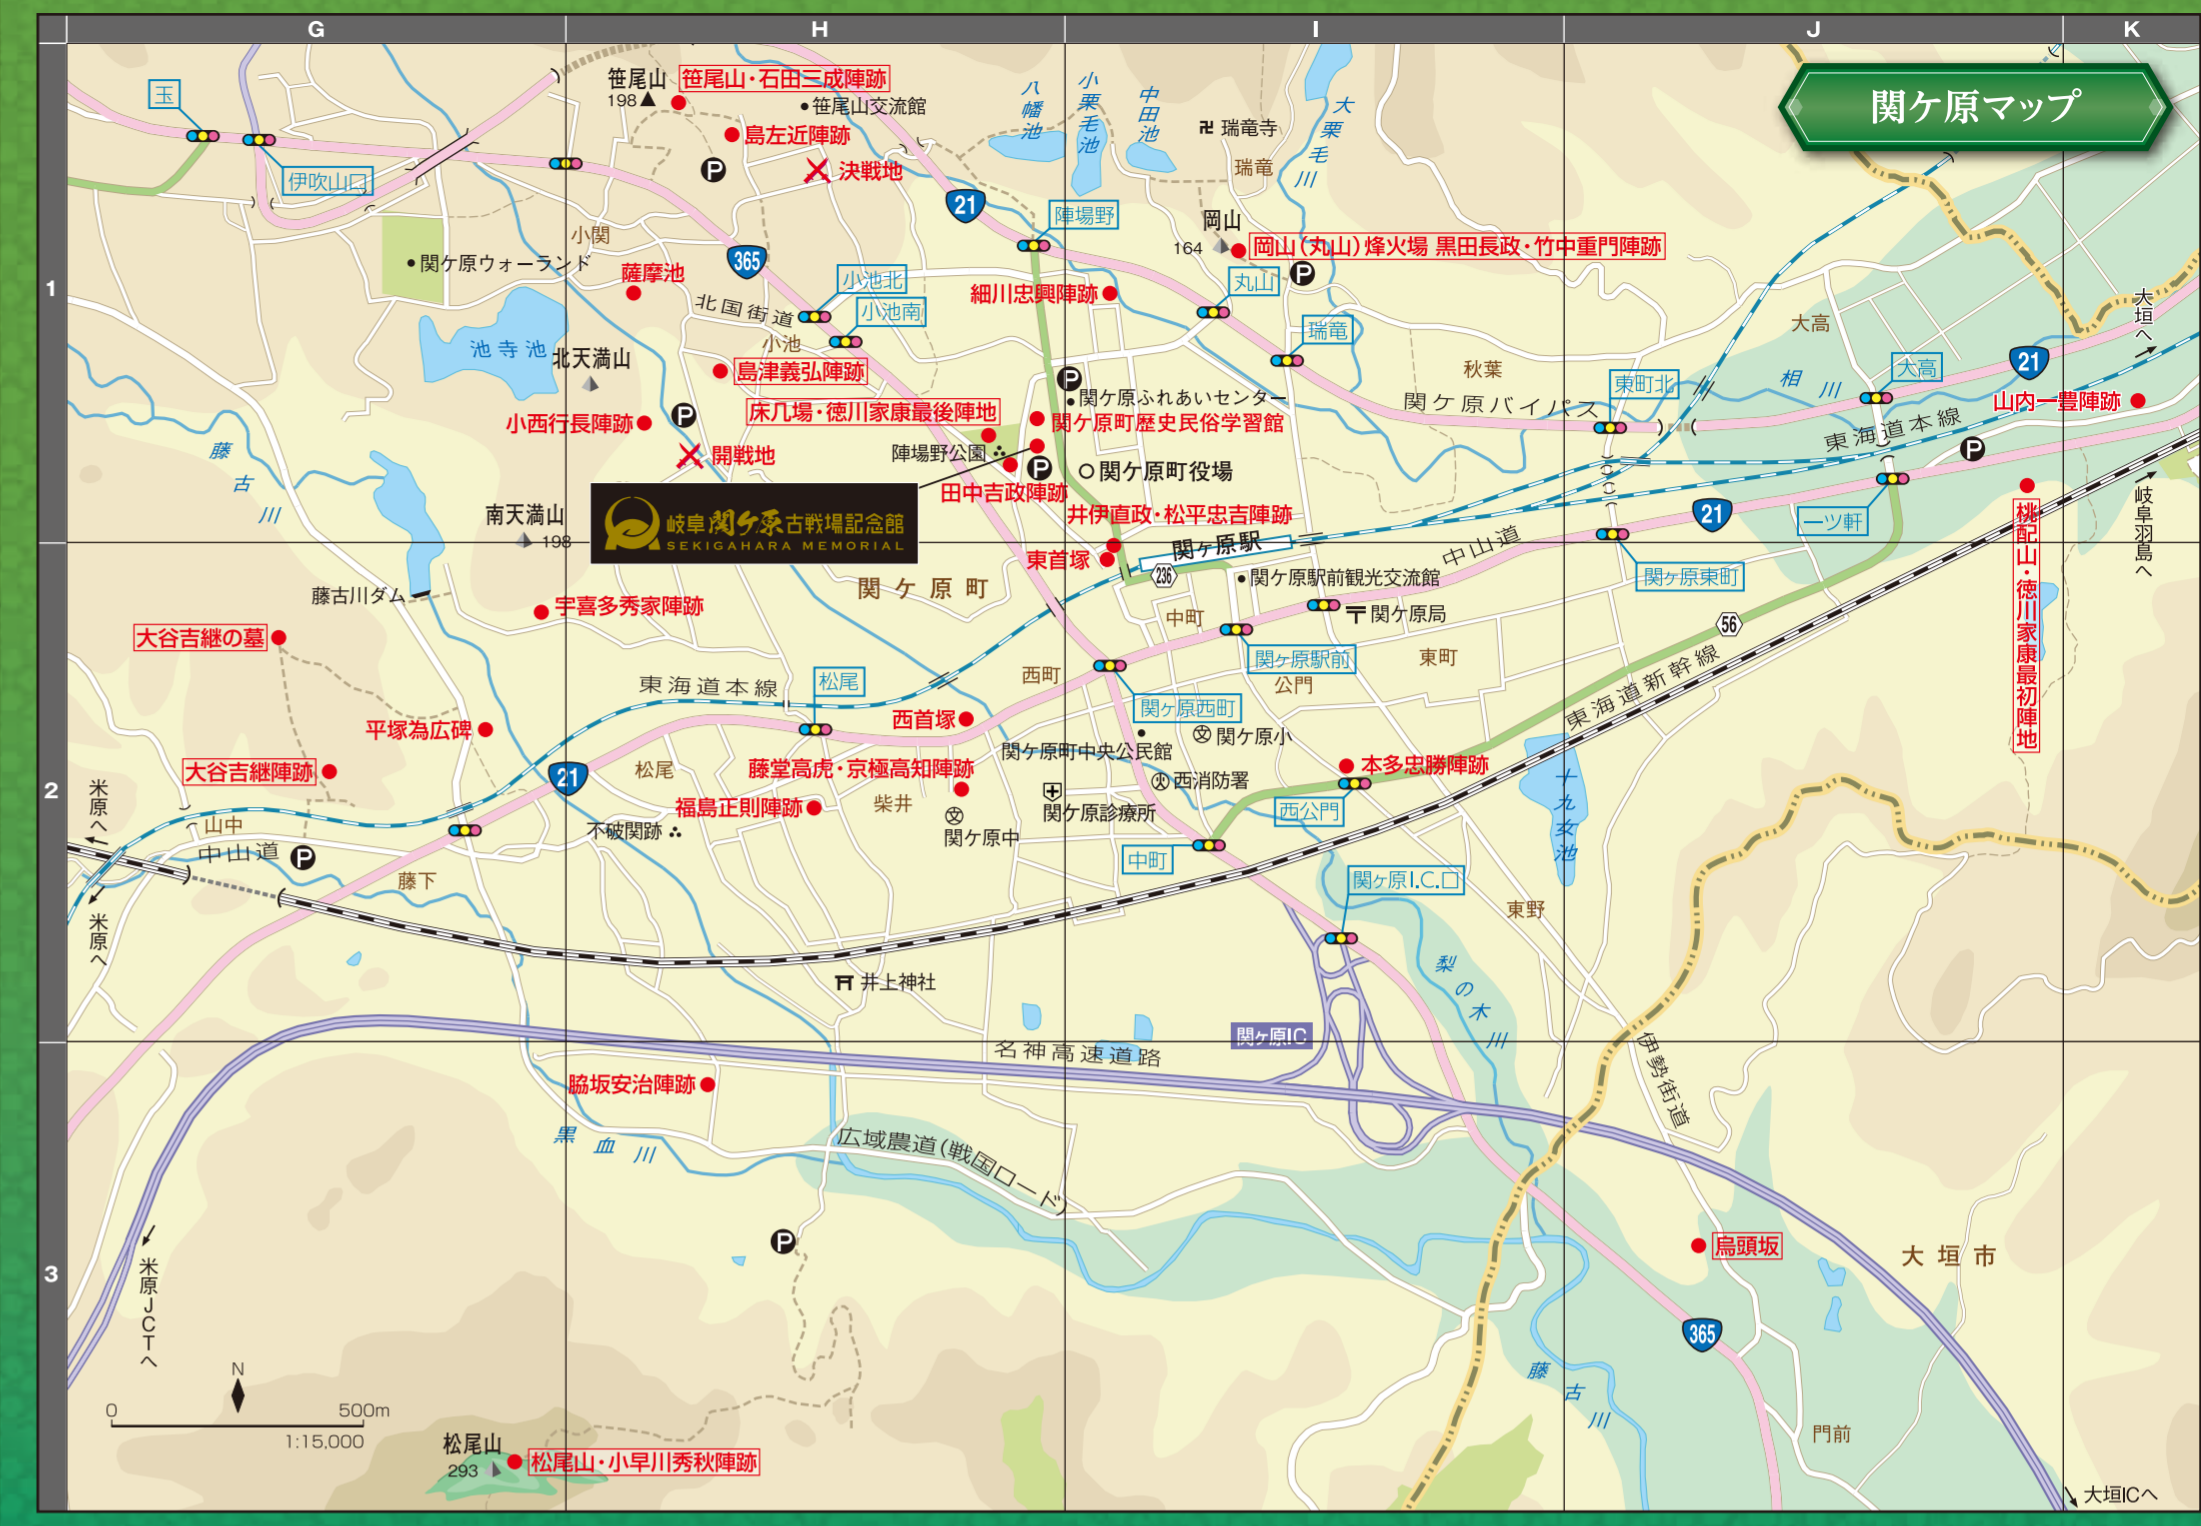 G
H
I
J
K
関ケ原マップ
1
2
3
玉
伊吹山口
笹尾山
198
笹尾山・石田三成陣跡
笹尾山交流館
島左近陣跡
P
決戦地
八幡池
小栗毛池
中田池
大栗毛川
瑞竜寺
瑞竜
21
陣場野
岡山
164
岡山(丸山)烽火場 黒田長政・竹中重門陣跡
P
小関
関ケ原ウォーランド
薩摩池
365
小池北
小池南
北国街道
小池
細川忠興陣跡
丸山
瑞竜
大高
大垣へ
池寺池
北天満山
島津義弘陣跡
P
関ケ原ふれあいセンター
秋葉
東町北
相川
大高
21
床几場・徳川家康最後陣地
関ケ原町歴史民俗学習館
関ケ原バイパス
山内一豊陣跡
小西行長陣跡
P
開戦地
陣場野公園
P
関ケ原町役場
東海道本線
P
藤古川
田中吉政陣跡
岐阜関ケ原古戦場記念館
SEKIGAHARA MEMORIAL
南天満山
198
井伊直政・松平忠吉陣跡
21
一ツ軒
岐阜羽島へ
桃配山・徳川家康最初陣地
東首塚
関ケ原駅
中山道
関ヶ原東町
236
関ケ原駅前観光交流館
藤古川ダム
関ケ原町
宇喜多秀家陣跡
中町
関ケ原局
56
大谷吉継の墓
関ヶ原駅前
東町
西町
公門
東海道本線
松尾
東海道新幹線
関ヶ原西町
西首塚
平塚為広碑
関ケ原小
関ケ原町中央公民館
大谷吉継陣跡
21
松尾
藤堂高虎・京極高知陣跡
西消防署
本多忠勝陣跡
米原へ
福島正則陣跡
柴井
関ケ原診療所
西公門
十九女池
山中
不破関跡
関ケ原中
中山道
P
中町
藤下
関ヶ原I.C.口
米原へ
東野
井上神社
梨の木川
関ヶ原IC
名神高速道路
伊勢街道
脇坂安治陣跡
黒血川
広域農道(戦国ロード)
P
烏頭坂
大垣市
米原JCTへ
365
藤古川
N
0
500m
1:15,000
門前
松尾山
293
松尾山・小早川秀秋陣跡
大垣ICへ